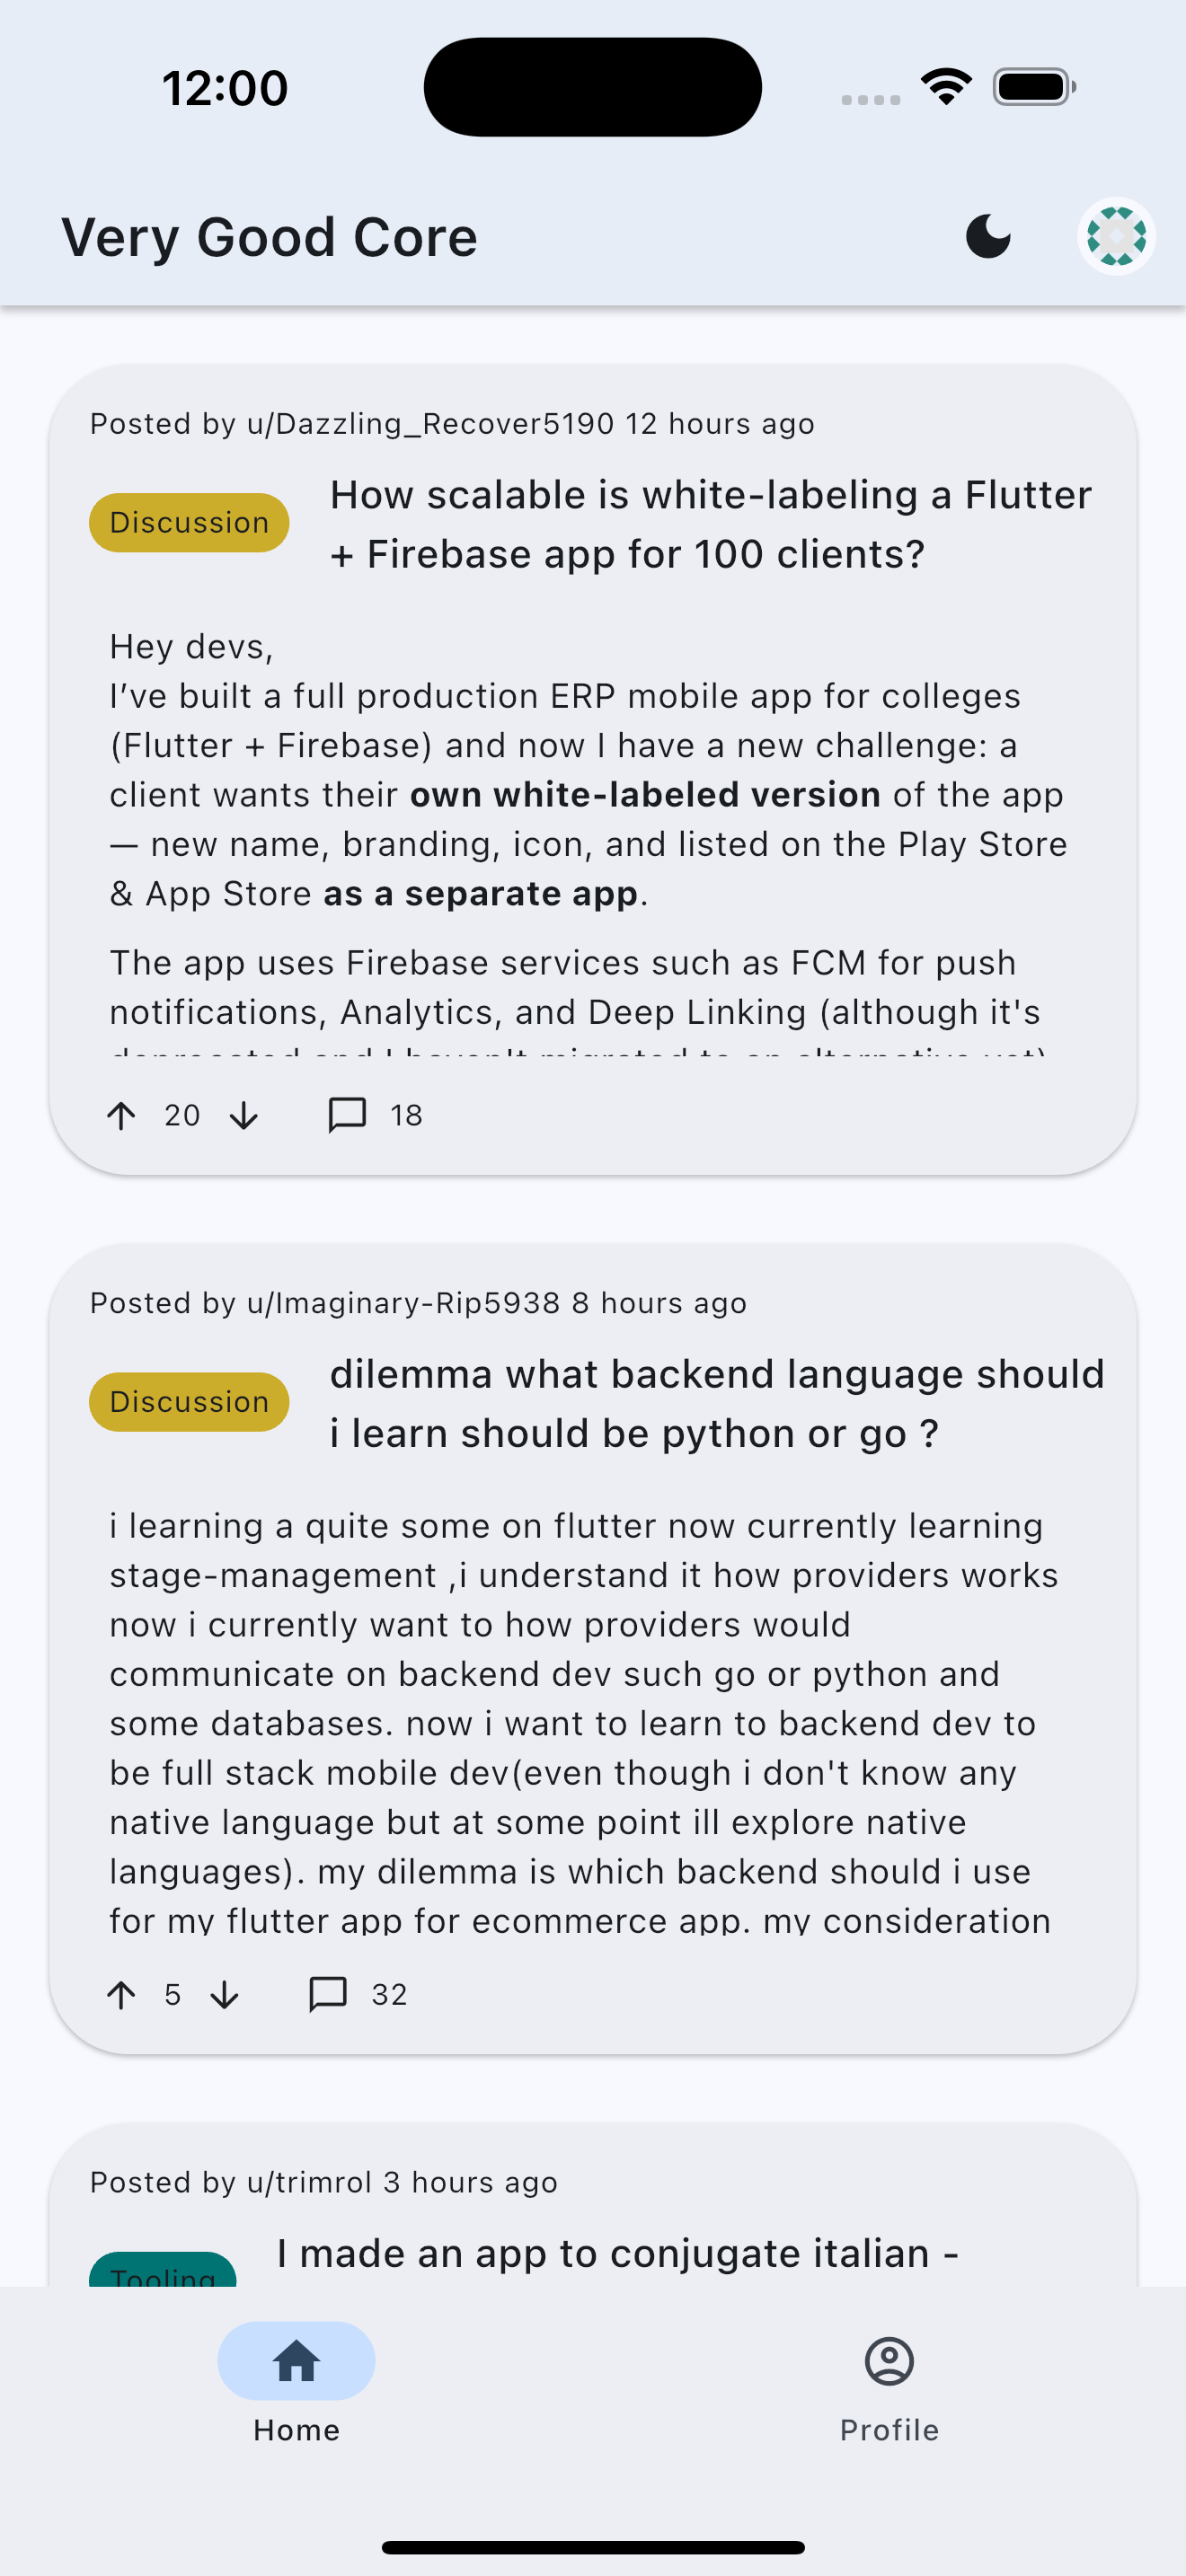 12:00
Very Good Core
Posted by u/Dazzling_Recover5190 12 hours ago
Discussion
How scalable is white-labeling a Flutter
+ Firebase app for 100 clients?
Hey devs,
I’ve built a full production ERP mobile app for colleges
(Flutter + Firebase) and now I have a new challenge: a
client wants their own white-labeled version of the app
— new name, branding, icon, and listed on the Play Store
& App Store as a separate app.
The app uses Firebase services such as FCM for push
notifications, Analytics, and Deep Linking (although it's
deprecated and I haven't migrated to an alternative yet)
20
18
Posted by u/Imaginary-Rip5938 8 hours ago
Discussion
dilemma what backend language should
i learn should be python or go ?
i learning a quite some on flutter now currently learning
stage-management ,i understand it how providers works
now i currently want to how providers would
communicate on backend dev such go or python and
some databases. now i want to learn to backend dev to
be full stack mobile dev(even though i don't know any
native language but at some point ill explore native
languages). my dilemma is which backend should i use
for my flutter app for ecommerce app. my consideration
5
32
Posted by u/trimrol 3 hours ago
Tooling
I made an app to conjugate italian -
Home
Profile